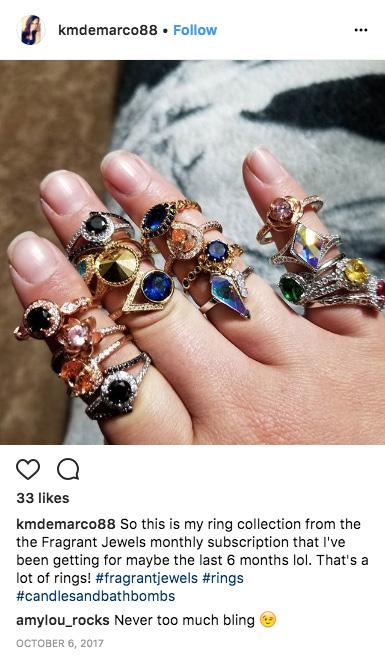 kmdemarco88 • Follow
33 likes
kmdemarco88 So this is my ring collection from the
the Fragrant Jewels monthly subscription that I've
been getting for maybe the last 6 months lol. That's a
lot of rings! #fragrantjewels #rings
#candlesandbathbombs
amylou_rocks Never too much bling 😉
OCTOBER 6, 2017